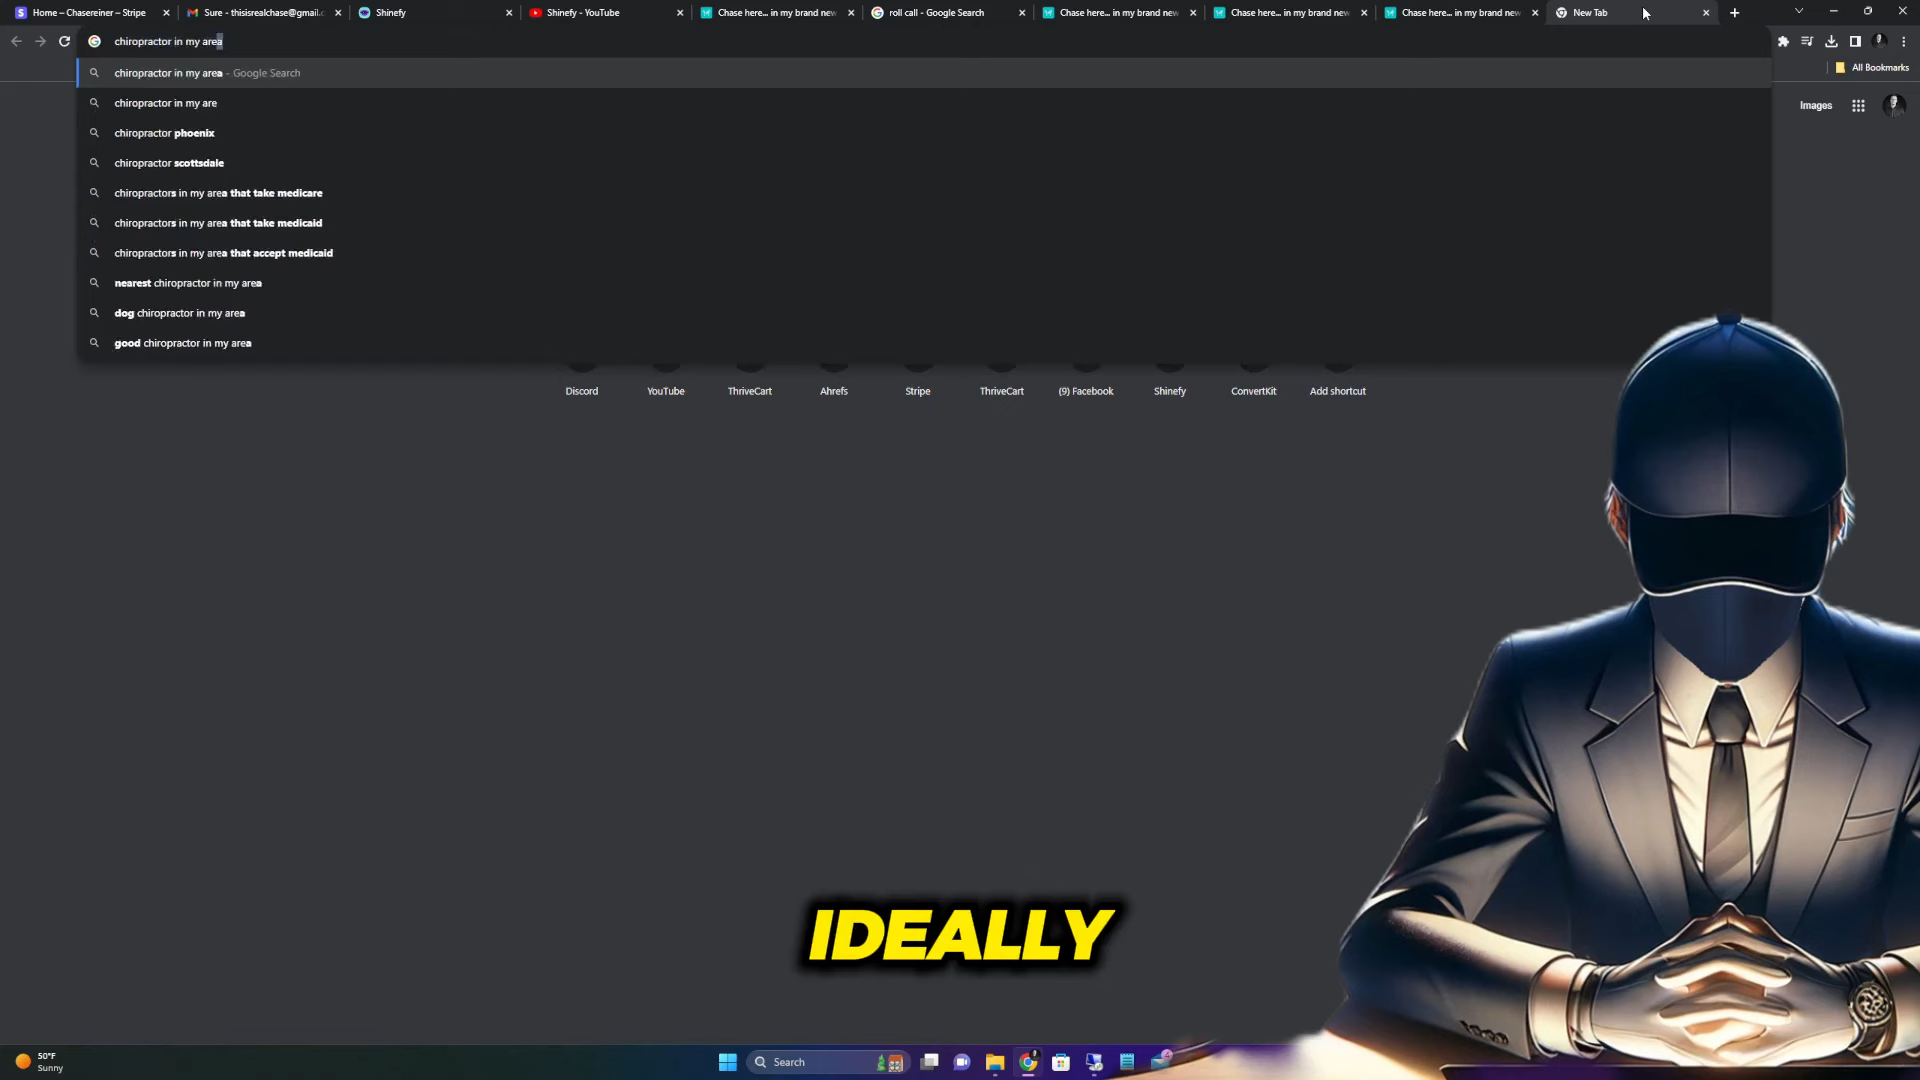 Home – Chasereiner – Stripe
Sure - thisisrealchase@gmail.c
Shinefy
Shinefy - YouTube
Chase here... in my brand new
roll call - Google Search
Chase here... in my brand new
Chase here... in my brand new
Chase here... in my brand new
New Tab
chiropractor in my area
All Bookmarks
chiropractor in my area - Google Search
chiropractor in my are
Images
chiropractor phoenix
chiropractor scottsdale
chiropractors in my area that take medicare
chiropractors in my area that take medicaid
chiropractors in my area that accept medicaid
nearest chiropractor in my area
dog chiropractor in my area
good chiropractor in my area
Discord
YouTube
ThriveCart
Ahrefs
Stripe
ThriveCart
(9) Facebook
Shinefy
ConvertKit
Add shortcut
IDEALLY
50°F
Sunny
Search
4